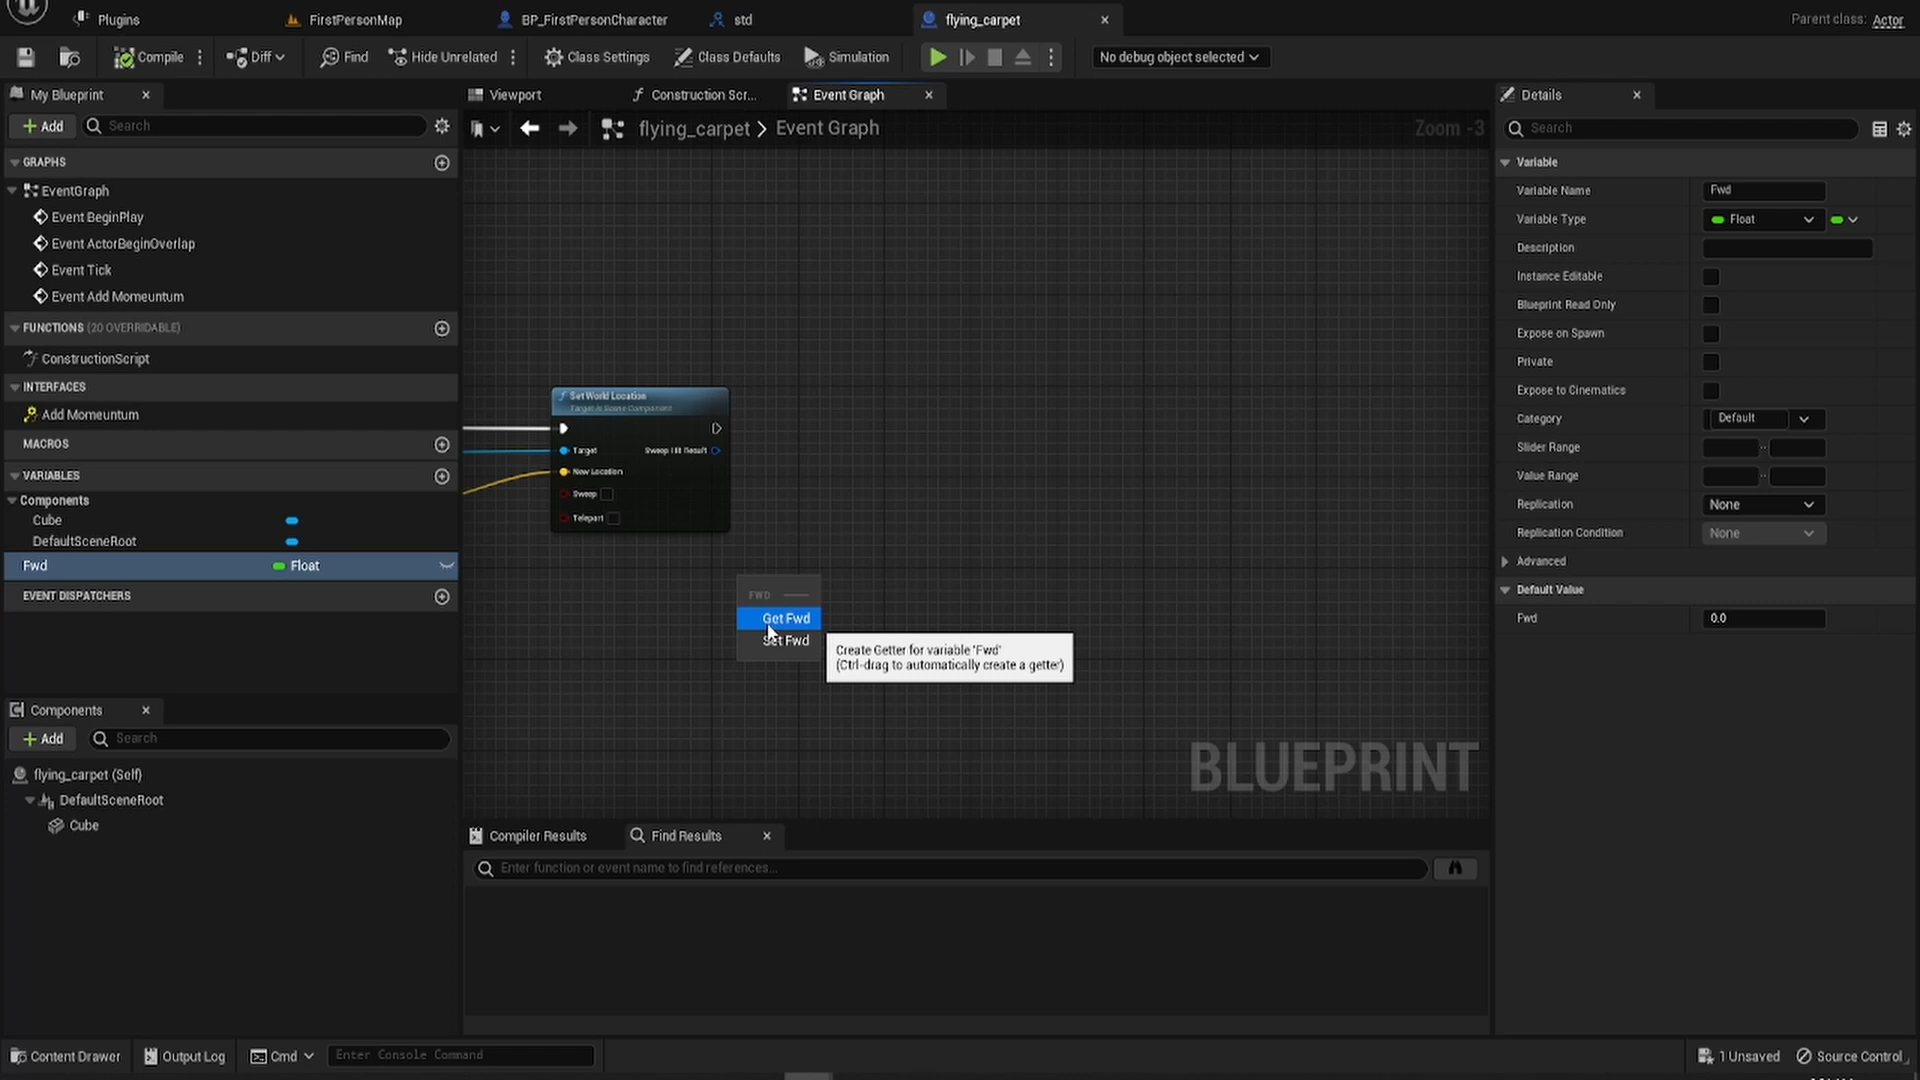 Plugins
FirstPersonMap
BP_FirstPersonCharacter
std
flying_carpet
Parent class: Actor
Compile
Diff
Find
Hide Unrelated
Class Settings
Class Defaults
Simulation
No debug object selected
My Blueprint
Add
Search
GRAPHS
EventGraph
Event BeginPlay
Event ActorBeginOverlap
Event Tick
Event Add Momeuntum
FUNCTIONS (20 OVERRIDABLE)
ConstructionScript
INTERFACES
Add Momeuntum
MACROS
VARIABLES
Components
Cube
DefaultSceneRoot
Fwd
Float
EVENT DISPATCHERS
Components
Add
Search
flying_carpet (Self)
DefaultSceneRoot
Cube
Viewport
Construction Scr...
Event Graph
flying_carpet > Event Graph
Zoom -3
Set World Location
Target is Scene Component
Target
Sweep Hit Result
New Location
Sweep
Teleport
FWD
Get Fwd
Set Fwd
Create Getter for variable 'Fwd'
(Ctrl-drag to automatically create a getter)
BLUEPRINT
Compiler Results
Find Results
Enter function or event name to find references...
Details
Search
Variable
Variable Name
Fwd
Variable Type
Float
Description
Instance Editable
Blueprint Read Only
Expose on Spawn
Private
Expose to Cinematics
Category
Default
Slider Range
Value Range
Replication
None
Replication Condition
None
Advanced
Default Value
Fwd
0.0
Content Drawer
Output Log
Cmd
Enter Console Command
1 Unsaved
Source Control